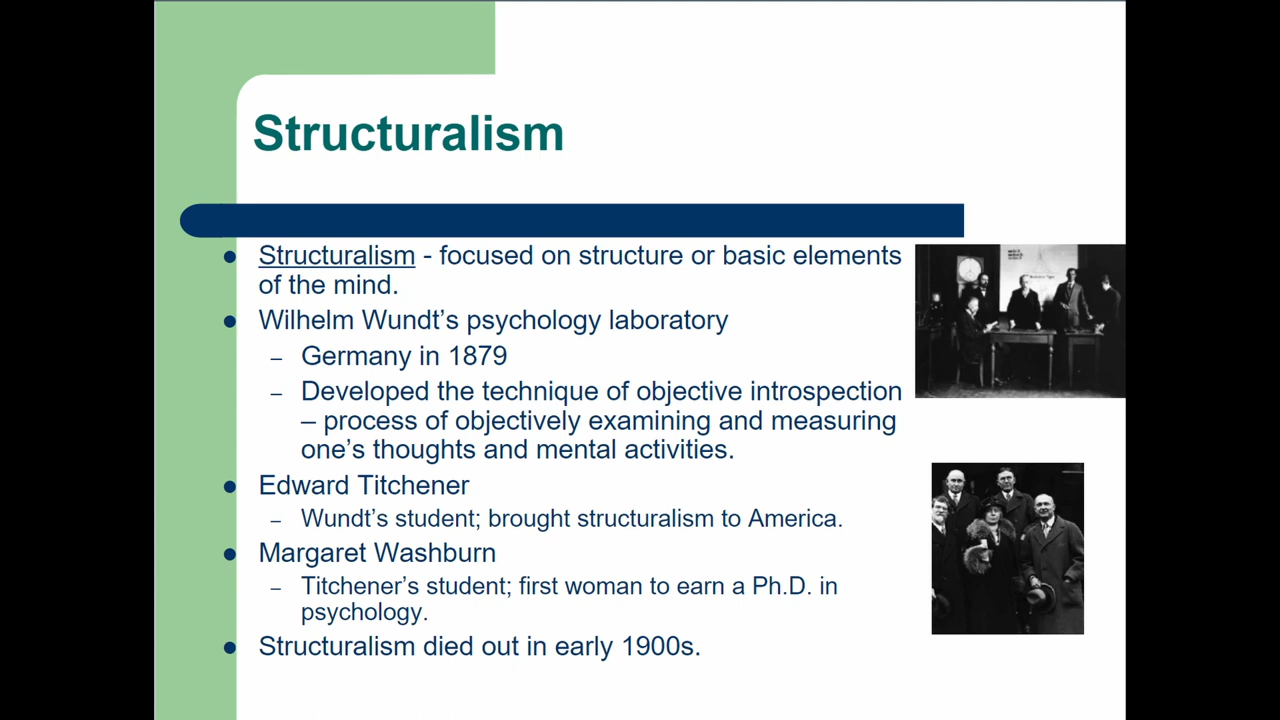 Structuralism
● Structuralism - focused on structure or basic elements
of the mind.
● Wilhelm Wundt’s psychology laboratory
– Germany in 1879
– Developed the technique of objective introspection
– process of objectively examining and measuring
one’s thoughts and mental activities.
● Edward Titchener
– Wundt’s student; brought structuralism to America.
● Margaret Washburn
– Titchener’s student; first woman to earn a Ph.D. in
psychology.
● Structuralism died out in early 1900s.